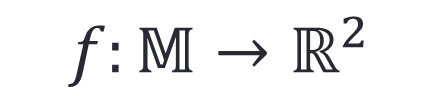 𝑓: 𝕄 → ℝ²